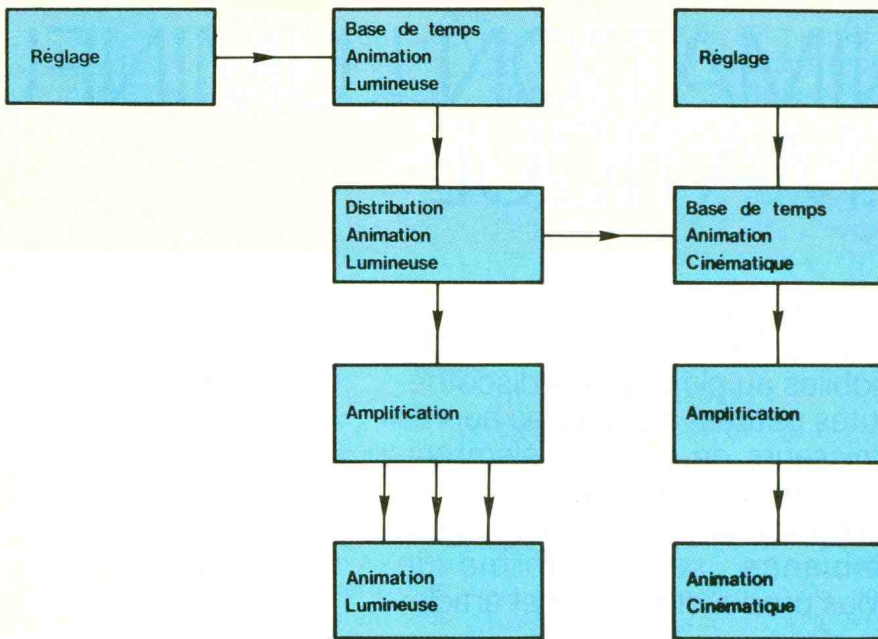 Réglage
Base de temps
Animation
Lumineuse
Réglage
Distribution
Animation
Lumineuse
Base de temps
Animation
Cinématique
Amplification
Amplification
Animation
Lumineuse
Animation
Cinématique